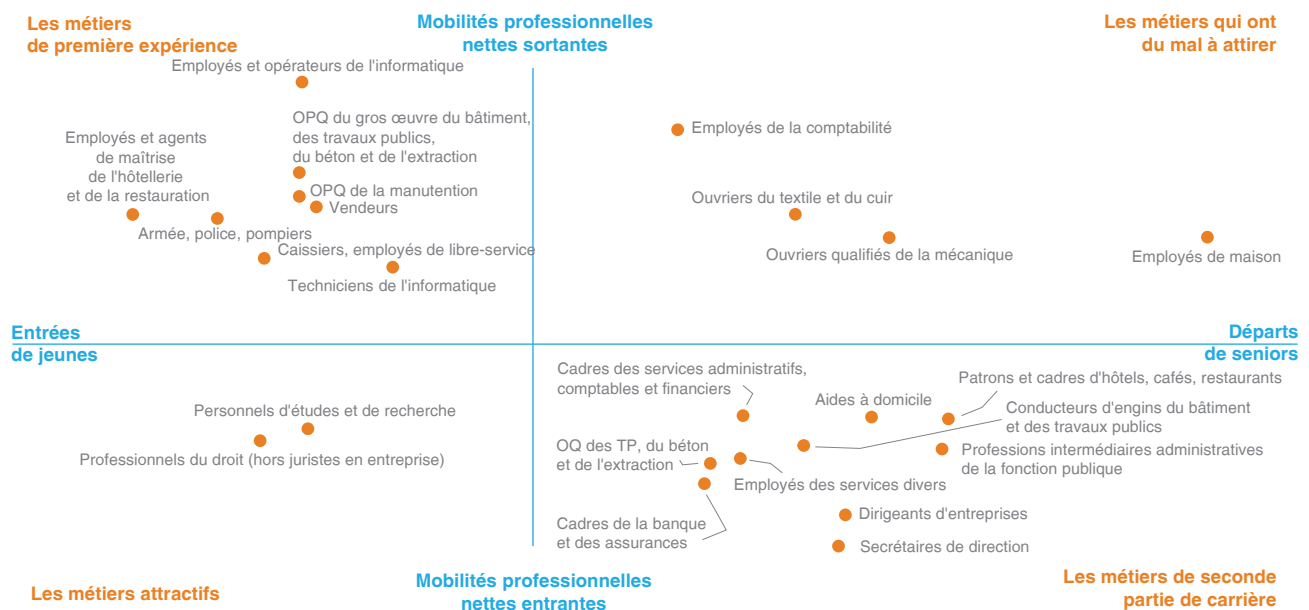 Les métiers
de première expérience
Mobilités professionnelles
nettes sortantes
Les métiers qui ont
du mal à attirer
Employés et opérateurs de l'informatique
OPQ du gros œuvre du bâtiment,
des travaux publics,
du béton et de l'extraction
Employés et agents
de maîtrise
de l'hôtellerie
et de la restauration
OPQ de la manutention
Vendeurs
Armée, police, pompiers
Caissiers, employés de libre-service
Techniciens de l'informatique
Employés de la comptabilité
Ouvriers du textile et du cuir
Ouvriers qualifiés de la mécanique
Employés de maison
Entrées
de jeunes
Départs
de seniors
Personnels d'études et de recherche
Professionnels du droit (hors juristes en entreprise)
Cadres des services administratifs,
comptables et financiers
Aides à domicile
Patrons et cadres d'hôtels, cafés, restaurants
Conducteurs d'engins du bâtiment
et des travaux publics
OQ des TP, du béton
et de l'extraction
Professions intermédiaires administratives
de la fonction publique
Employés des services divers
Cadres de la banque
et des assurances
Dirigeants d'entreprises
Secrétaires de direction
Les métiers attractifs
Mobilités professionnelles
nettes entrantes
Les métiers de seconde
partie de carrière